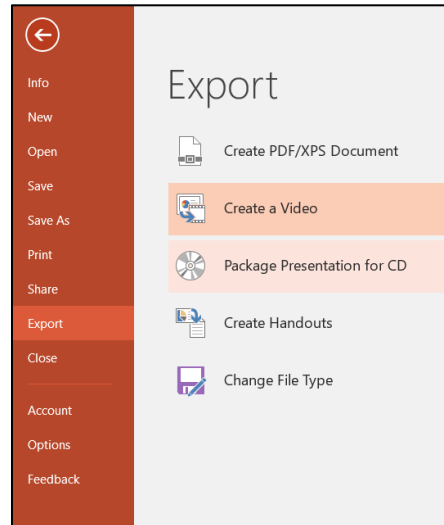 Info
New
Open
Save
Save As
Print
Share
Export
Close
Account
Options
Feedback
Export
Create PDF/XPS Document
Create a Video
Package Presentation for CD
Create Handouts
Change File Type